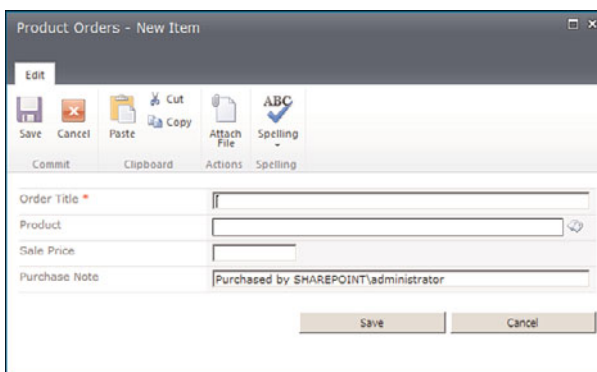 Product Orders - New Item
Edit
Cut
Copy
ABC
Save Cancel Paste Attach File Spelling
Commit Clipboard Actions Spelling
Order Title *
Product
Sale Price
Purchase Note Purchased by SHAREPOINT\administrator
Save Cancel